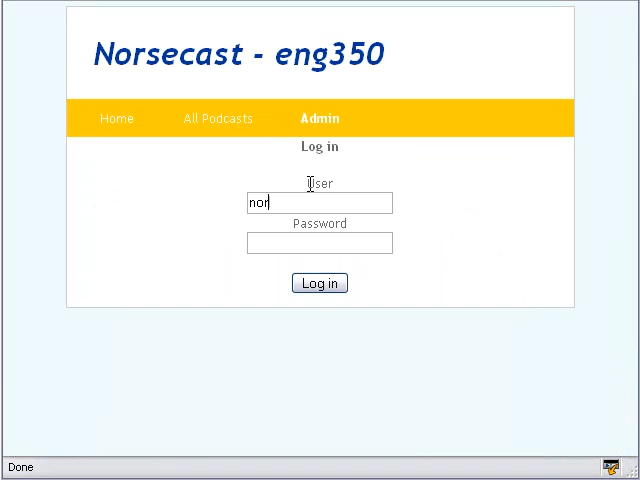 Norsecast - eng350
Home All Podcasts Admin
Log in
User
nor
Password
Log in
Done